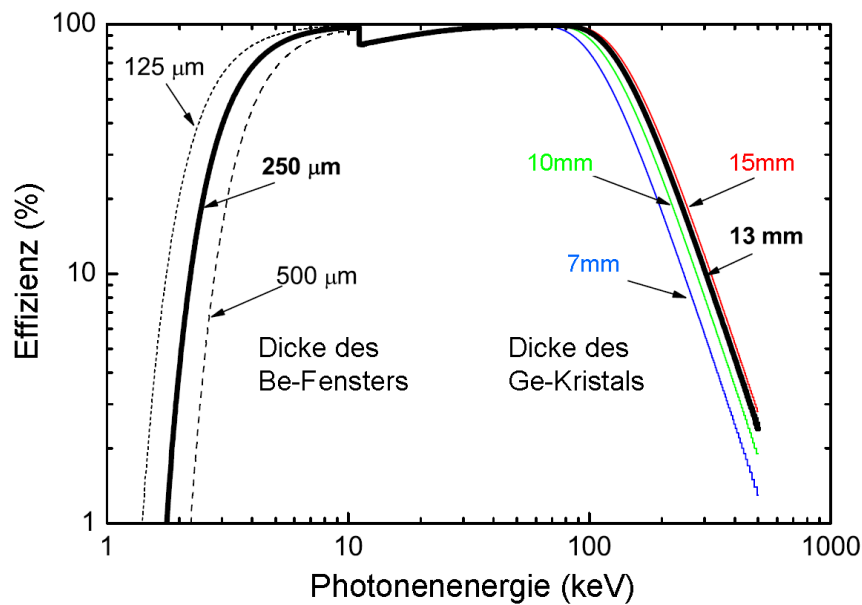 100
125 µm
250 µm
10mm
15mm
13 mm
7mm
500 µm
10
Dicke des
Be-Fensters
Dicke des
Ge-Kristals
Effizienz (%)
1
1
10
100
1000
Photonenenergie (keV)